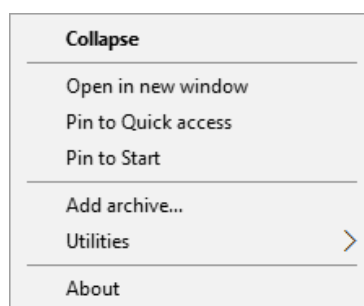 Collapse
Open in new window
Pin to Quick access
Pin to Start
Add archive...
Utilities
About